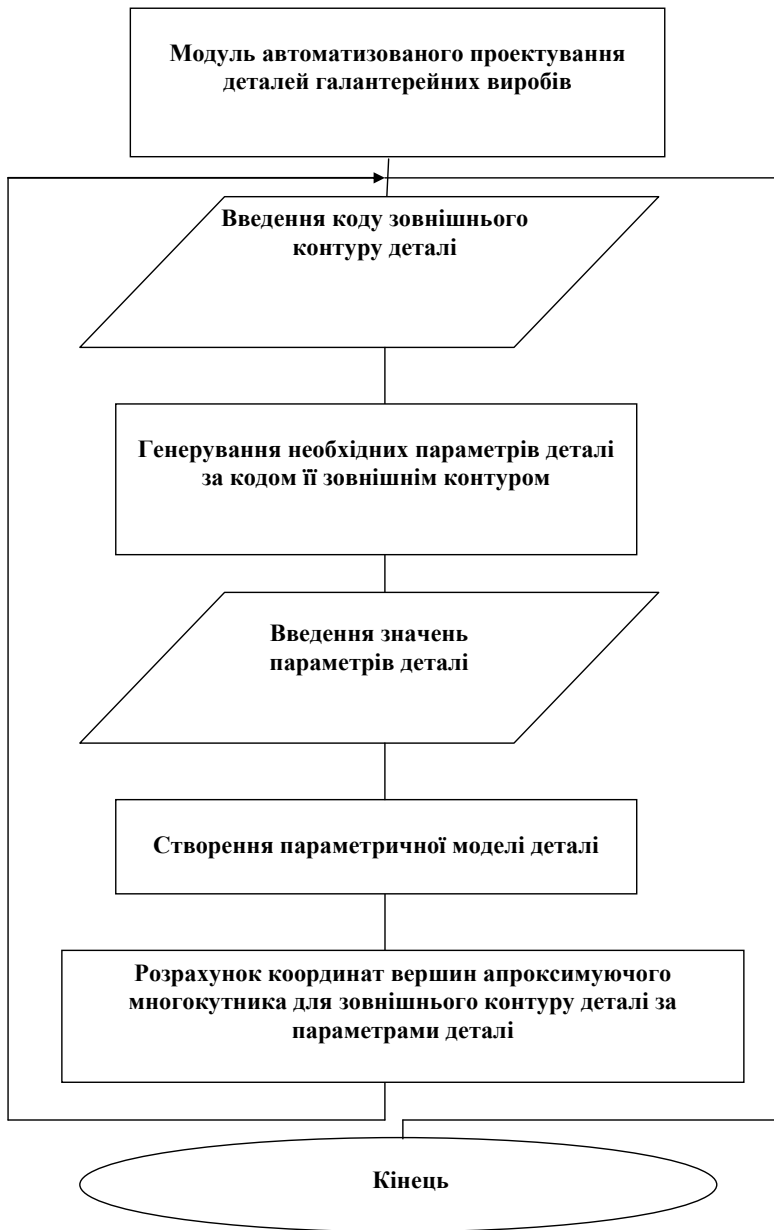 Модуль автоматизованого проектування
деталей галантерейних виробів
Введення коду зовнішнього
контуру деталі
Генерування необхідних параметрів деталі
за кодом її зовнішнім контуром
Введення значень
параметрів деталі
Створення параметричної моделі деталі
Розрахунок координат вершин апроксимуючого
многокутника для зовнішнього контуру деталі за
параметрами деталі
Кінець